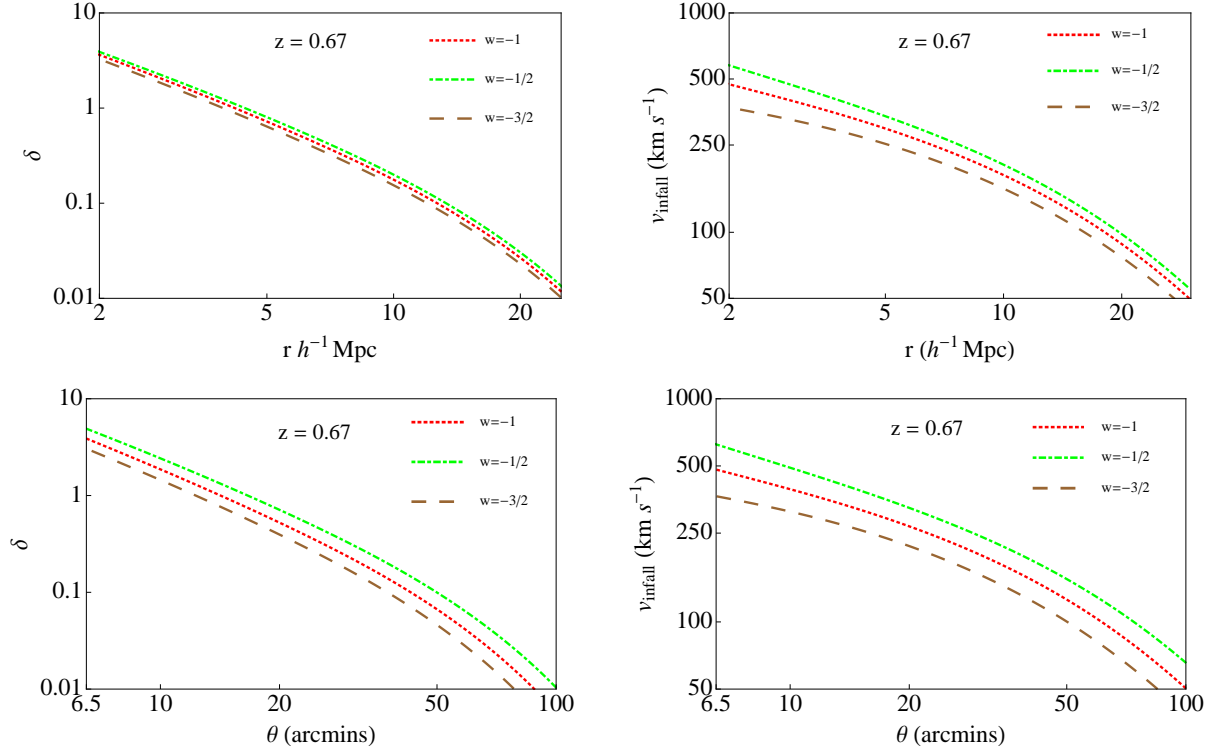 10
1
0.1
0.01
δ
z = 0.67
w=−1
w=−1/2
w=−3/2
2 5 10 20
r h⁻¹ Mpc
1000
500
250
100
50
v_infall (km s⁻¹)
z = 0.67
w=−1
w=−1/2
w=−3/2
2 5 10 20
r (h⁻¹ Mpc)
10
1
0.1
0.01
δ
z = 0.67
w=−1
w=−1/2
w=−3/2
6.5 10 20 50 100
θ (arcmins)
1000
500
250
100
50
v_infall (km s⁻¹)
z = 0.67
w=−1
w=−1/2
w=−3/2
6.5 10 20 50 100
θ (arcmins)